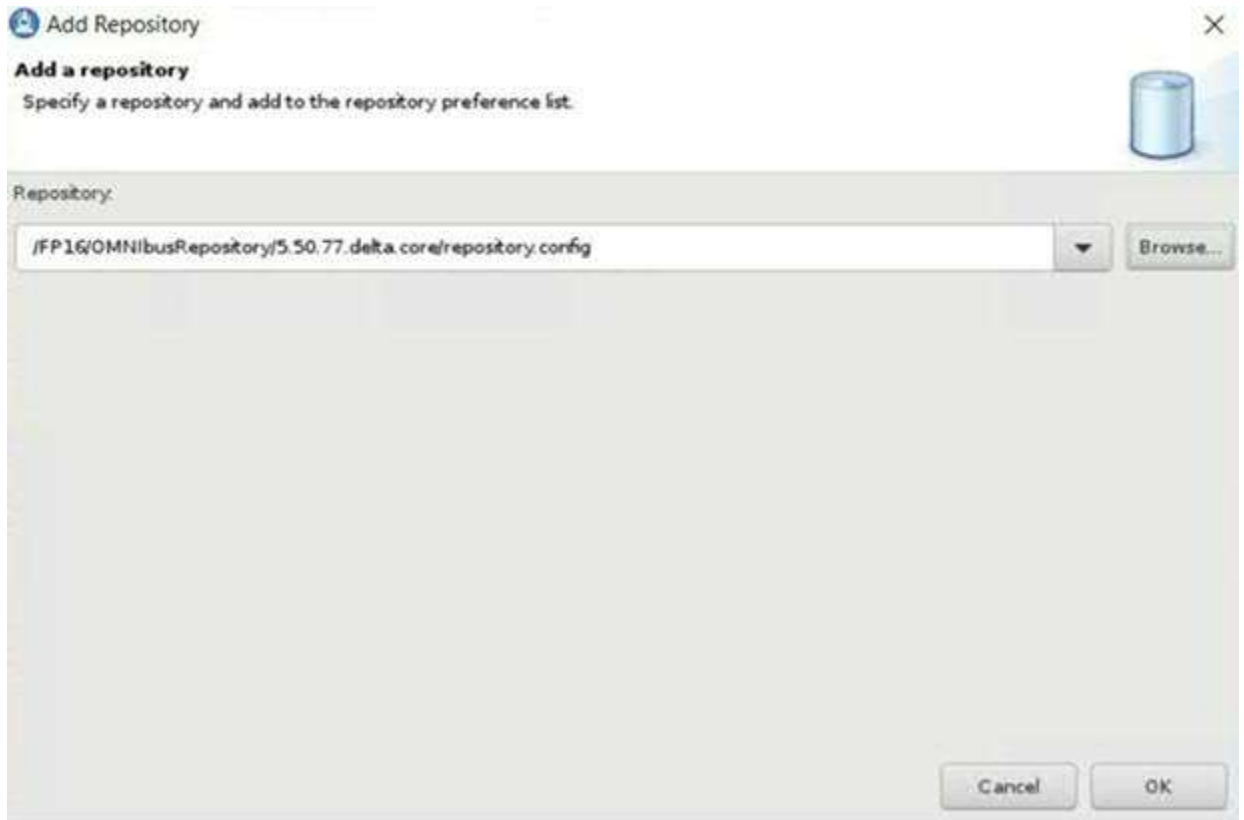 Add Repository
Add a repository
Specify a repository and add to the repository preference list.
Repository:
/FP16/OMNIbusRepository/5.50.77.delta.core/repository.config
Browse...
Cancel
OK